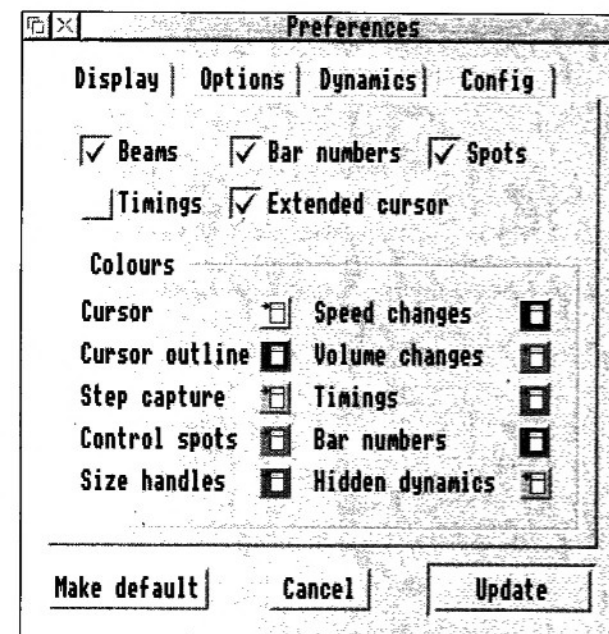 Preferences
Display Options Dynamics Config
Beams Bar numbers Spots
Timings Extended cursor
Colours
Cursor Speed changes
Cursor outline Volume changes
Step capture Timings
Control spots Bar numbers
Size handles Hidden dynamics
Make default Cancel Update